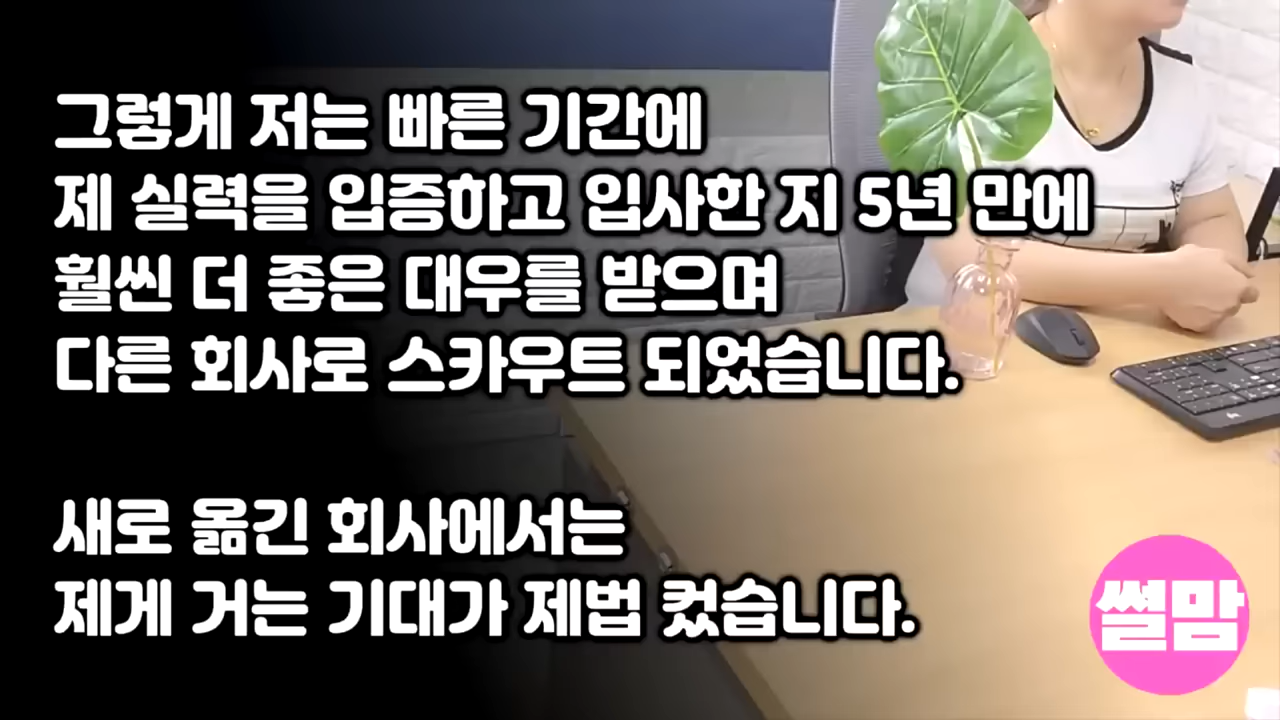 그렇게 저는 빠른 기간에
제 실력을 입증하고 입사한 지 5년 만에
훨씬 더 좋은 대우를 받으며
다른 회사로 스카우트 되었습니다.
새로 옮긴 회사에서는
제게 거는 기대가 제법 컸습니다.
썰맘